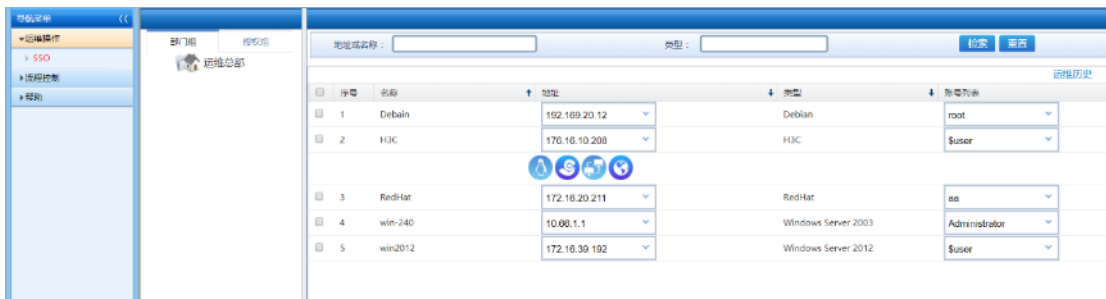 导航菜单
▾运维操作
> SSO
▸流程控制
▸帮助
部门组 授权组
运维总部
地址或名称： 类型： 检索 重置
运维历史
序号 名称 地址 类型 账号列表
1 Debain 192.169.20.12 Debian root
2 H3C 176.16.10.208 H3C $user
3 RedHat 172.16.20.211 RedHat aa
4 win-240 10.66.1.1 Windows Server 2003 Administrator
5 win2012 172.16.39.192 Windows Server 2012 $user